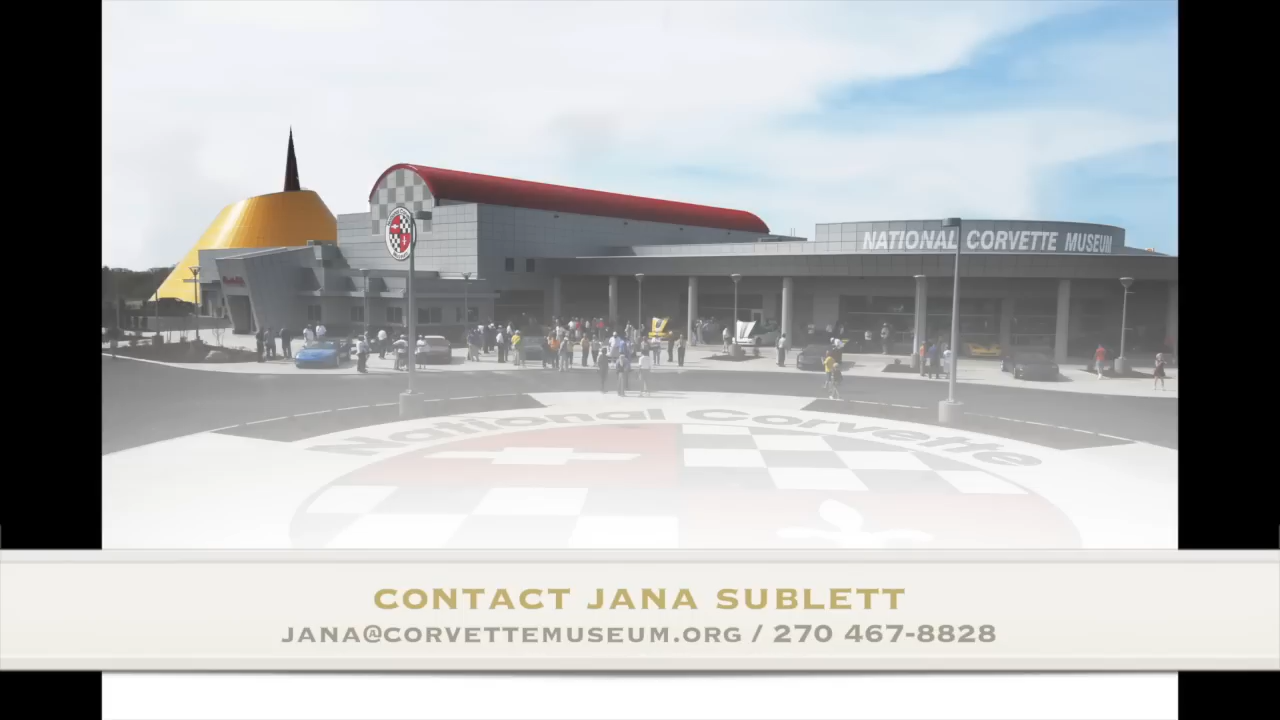 NATIONAL CORVETTE MUSEUM
National Corvette
CONTACT JANA SUBLETT
JANA@CORVETTEMUSEUM.ORG / 270 467-8828